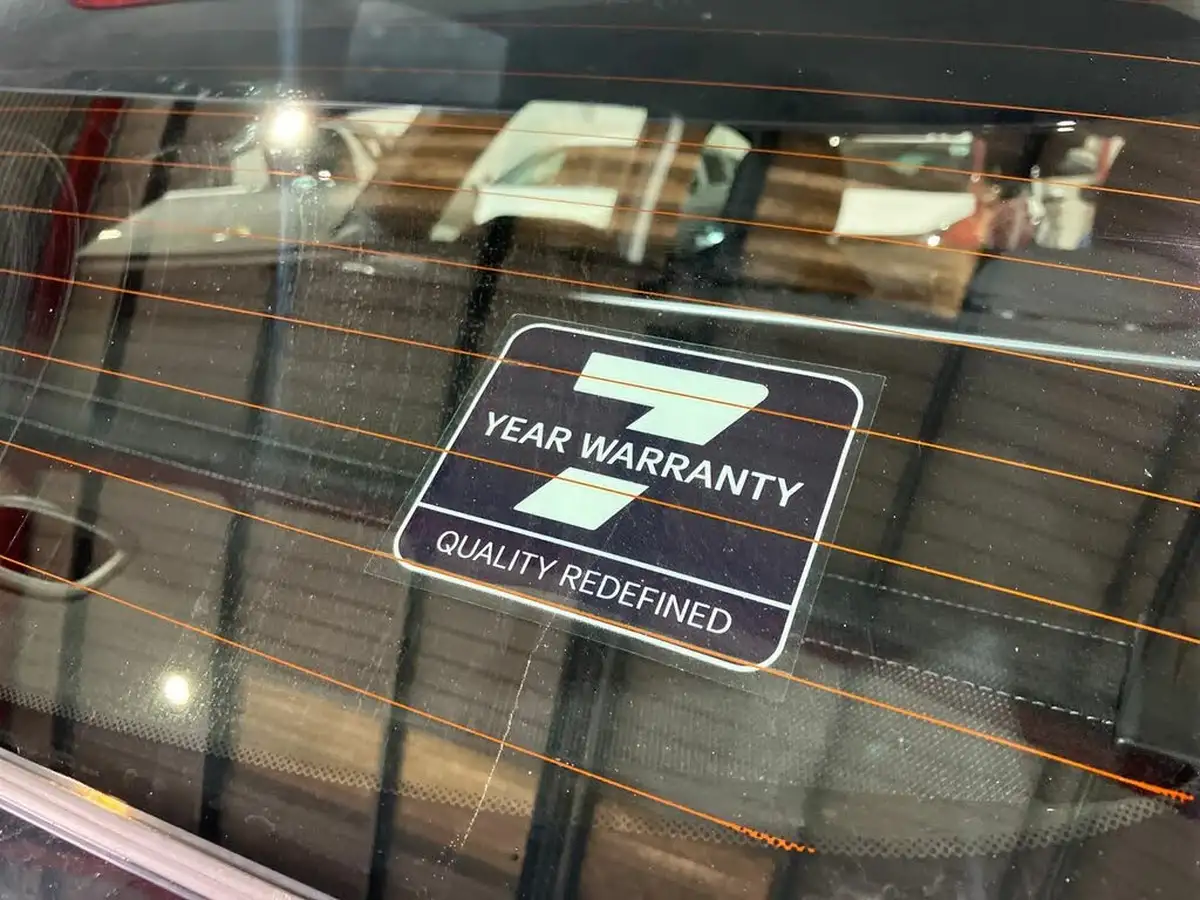 7
YEAR WARRANTY
QUALITY REDEFINED